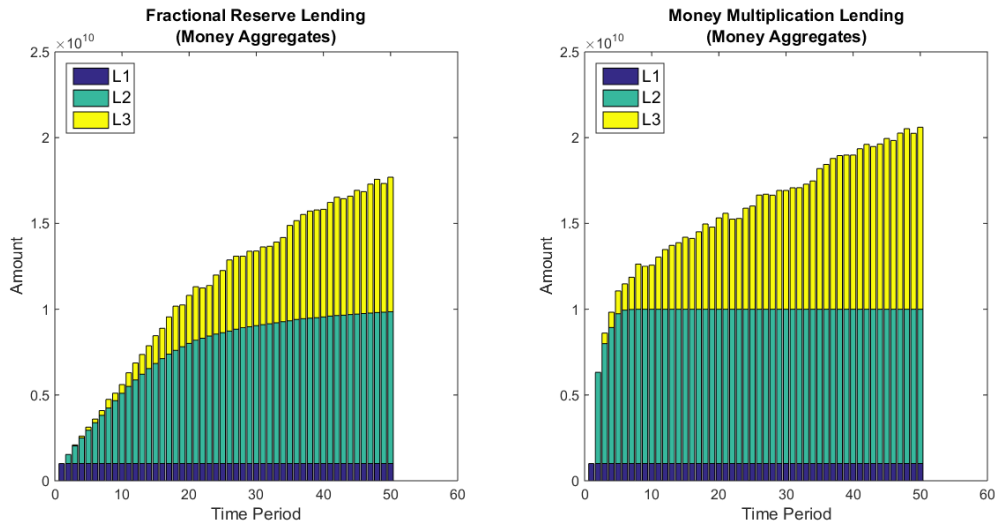 Fractional Reserve Lending
(Money Aggregates)
×10^10
2.5
2
1.5
1
0.5
0
Amount
L1
L2
L3
0 10 20 30 40 50 60
Time Period
Money Multiplication Lending
(Money Aggregates)
×10^10
2.5
2
1.5
1
0.5
0
Amount
L1
L2
L3
0 10 20 30 40 50 60
Time Period